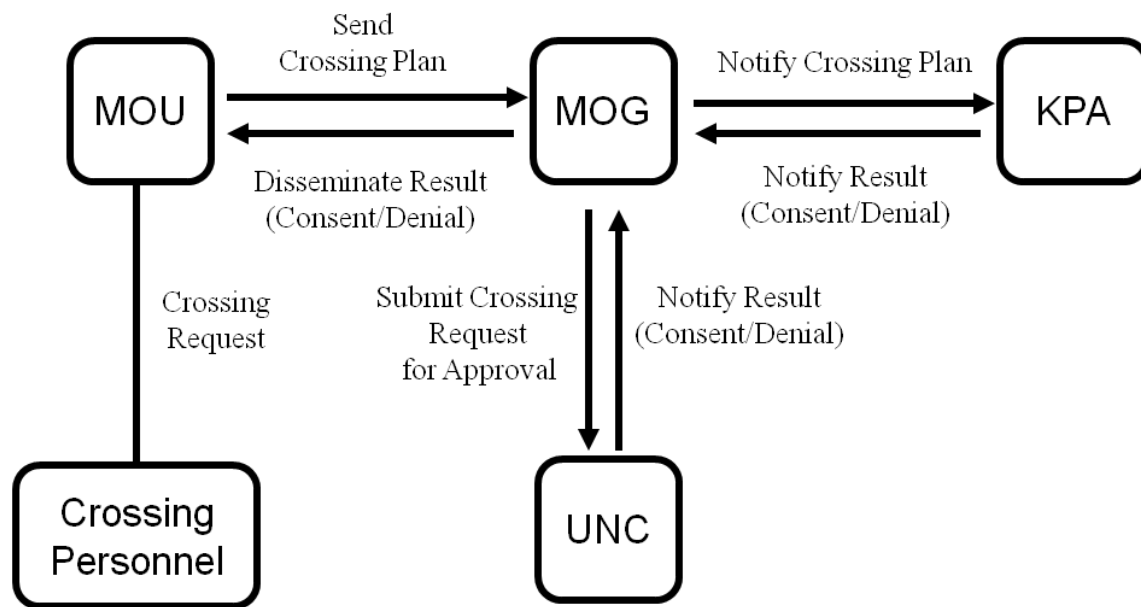 Send
Crossing Plan
Notify Crossing Plan
MOU
MOG
KPA
Disseminate Result
(Consent/Denial)
Notify Result
(Consent/Denial)
Crossing
Request
Submit Crossing
Request
for Approval
Notify Result
(Consent/Denial)
Crossing
Personnel
UNC